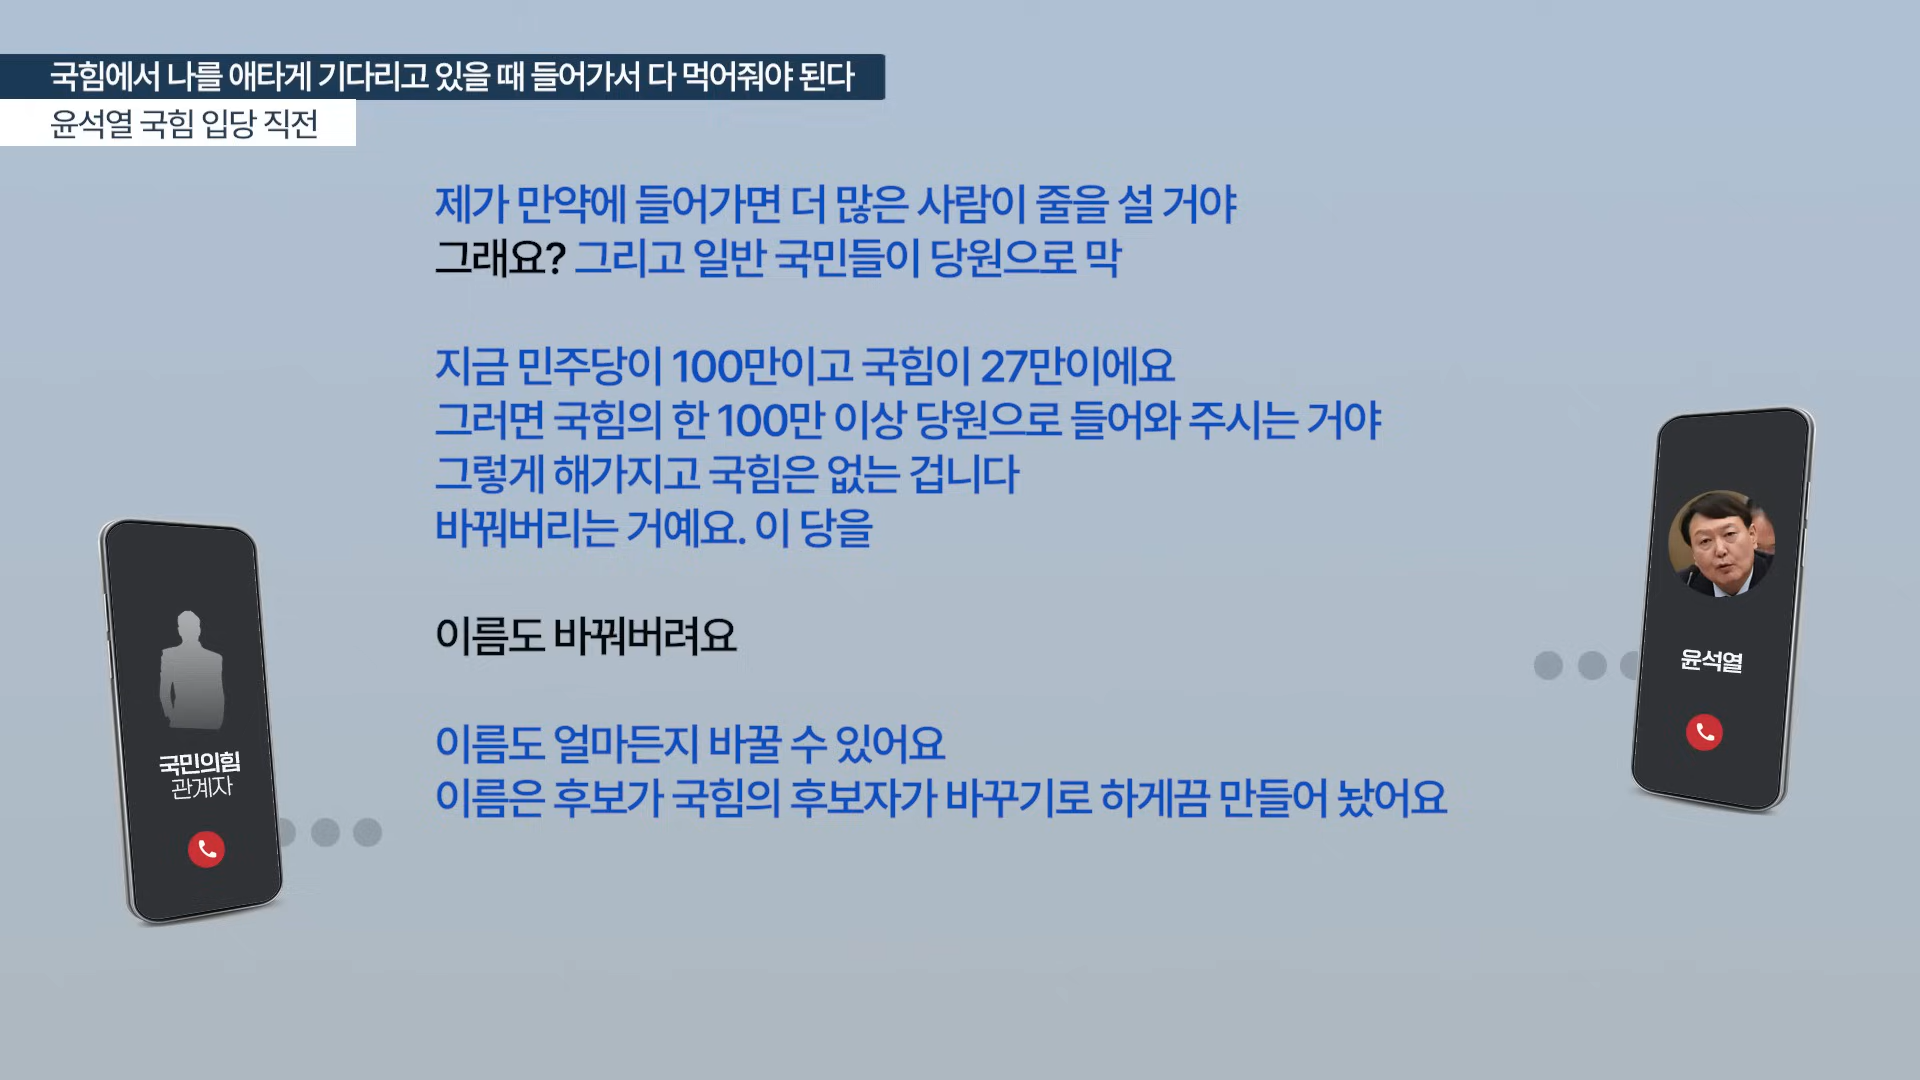 국힘에서 나를 애타게 기다리고 있을 때 들어가서 다 먹어줘야 된다
윤석열 국힘 입당 직전
제가 만약에 들어가면 더 많은 사람이 줄을 설 거야
그래요? 그리고 일반 국민들이 당원으로 막
지금 민주당이 100만이고 국힘이 27만이에요
그러면 국힘의 한 100만 이상 당원으로 들어와 주시는 거야
그렇게 해가지고 국힘은 없는 겁니다
바꿔버리는 거예요. 이 당을
이름도 바꿔버려요
이름도 얼마든지 바꿀 수 있어요
이름은 후보가 국힘의 후보자가 바꾸기로 하게끔 만들어 놨어요
국민의힘
관계자
윤석열